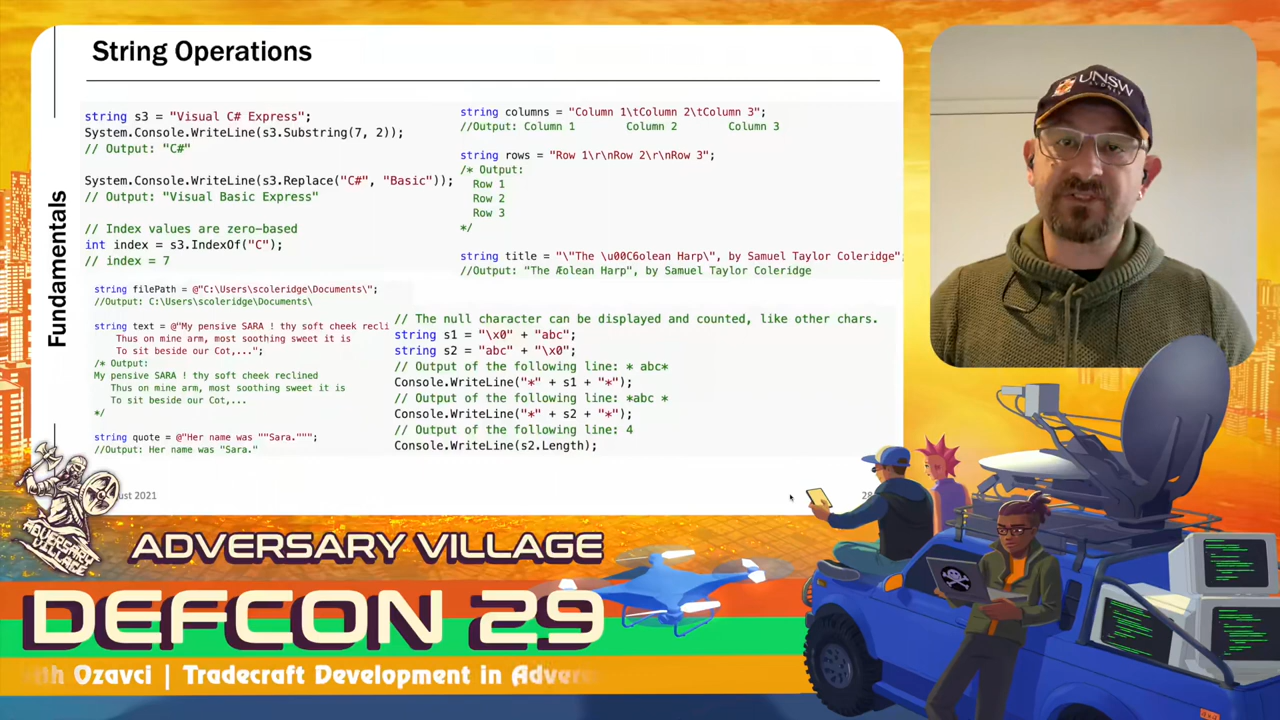 String Operations
Fundamentals
string s3 = "Visual C# Express";
System.Console.WriteLine(s3.Substring(7, 2));
// Output: "C#"
System.Console.WriteLine(s3.Replace("C#", "Basic"));
// Output: "Visual Basic Express"
// Index values are zero-based
int index = s3.IndexOf("C");
// index = 7
string filePath = @"C:\Users\scoleridge\Documents\";
//Output: C:\Users\scoleridge\Documents\
string text = @"My pensive SARA ! thy soft cheek recli
Thus on mine arm, most soothing sweet it is
To sit beside our Cot,...";
/* Output:
My pensive SARA ! thy soft cheek reclined
Thus on mine arm, most soothing sweet it is
To sit beside our Cot,...
*/
string quote = @"Her name was ""Sara.""";
//Output: Her name was "Sara."
string columns = "Column 1\tColumn 2\tColumn 3";
//Output: Column 1 Column 2 Column 3
string rows = "Row 1\r\nRow 2\r\nRow 3";
/* Output:
Row 1
Row 2
Row 3
*/
string title = "\"The \u00C6olean Harp\", by Samuel Taylor Coleridge";
//Output: "The Æolean Harp", by Samuel Taylor Coleridge
// The null character can be displayed and counted, like other chars.
string s1 = "\x0" + "abc";
string s2 = "abc" + "\x0";
// Output of the following line: * abc*
Console.WriteLine("*" + s1 + "*");
// Output of the following line: *abc *
Console.WriteLine("*" + s2 + "*");
// Output of the following line: 4
Console.WriteLine(s2.Length);
ust 2021
28
UNSW
SYDNEY
ADVERSARY VILLAGE
ADVERSARY VILLAGE
DEFCON 29
th Ozavci | Tradecraft Development in Adver